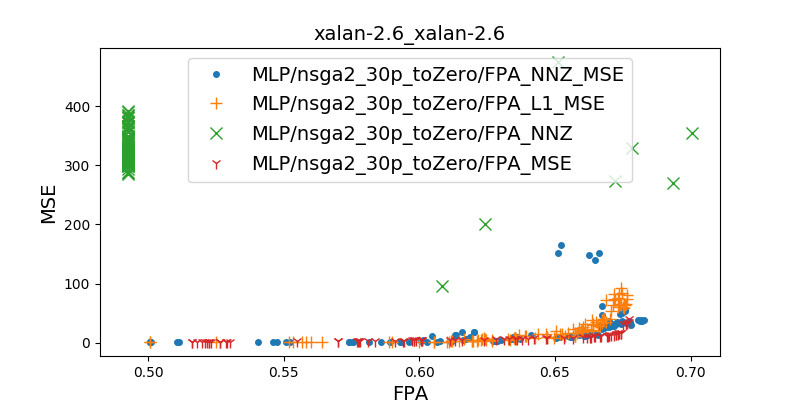 xalan-2.6_xalan-2.6
MLP/nsga2_30p_toZero/FPA_NNZ_MSE
MLP/nsga2_30p_toZero/FPA_L1_MSE
MLP/nsga2_30p_toZero/FPA_NNZ
MLP/nsga2_30p_toZero/FPA_MSE
MSE
400
300
200
100
0
0.50 0.55 0.60 0.65 0.70
FPA